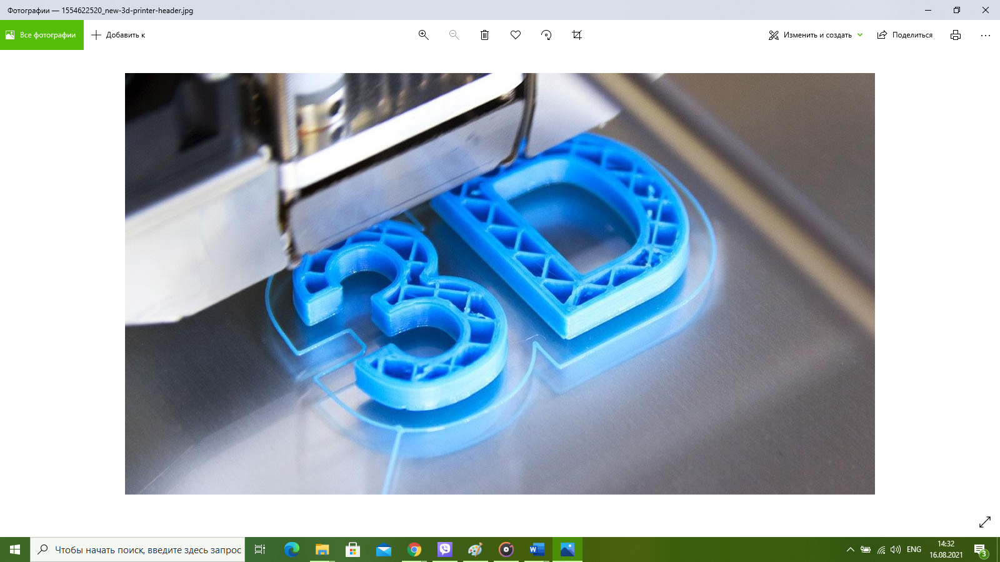 Фотографии — 1554622520_new-3d-printer-header.jpg
Все фотографии
Добавить к
Изменить и создать
Поделиться
3D
Чтобы начать поиск, введите здесь запрос
W
ENG
14:32
16.08.2021
3